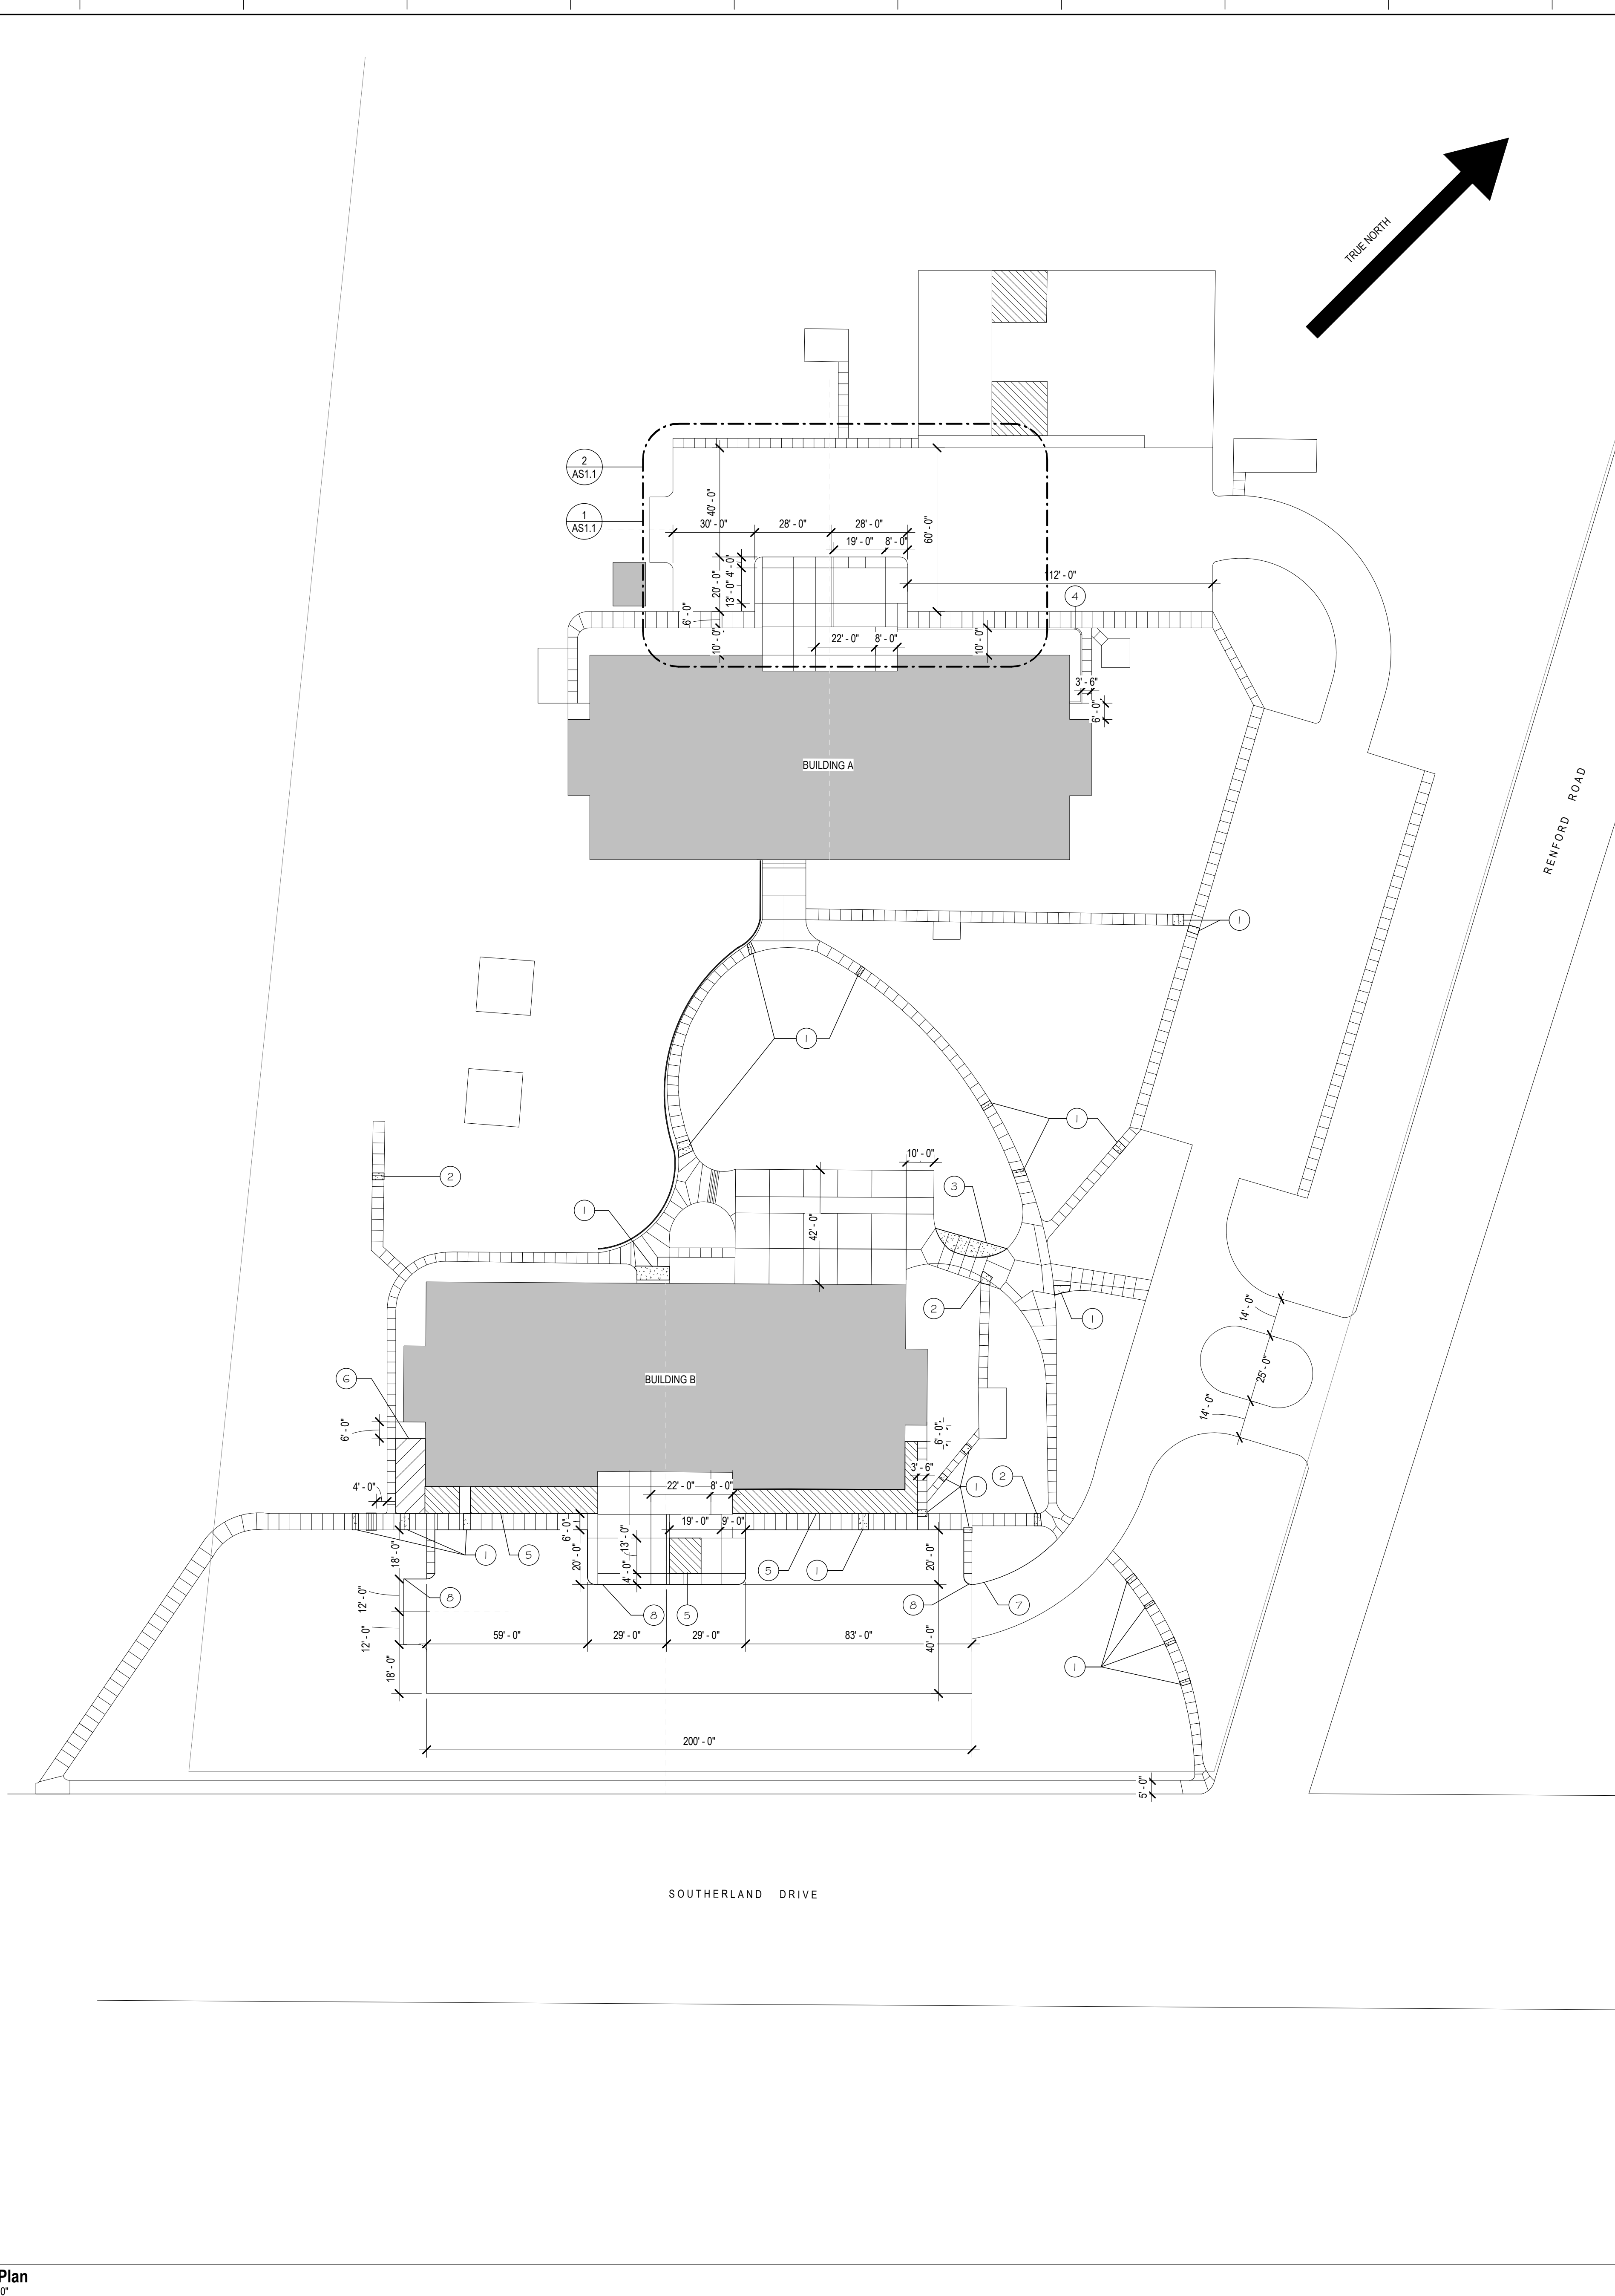 TRUE NORTH
2
AS1.1
1
AS1.1
40' - 0"
30' - 0"
28' - 0"
28' - 0"
60' - 0"
19' - 0"
8' - 0"
4' - 0"
20' - 0"
13' - 0"
112' - 0"
4
6' - 0"
10' - 0"
22' - 0"
8' - 0"
10' - 0"
3' - 6"
6' - 0"
BUILDING A
RENFORD ROAD
1
1
1
2
10' - 0"
3
1
42' - 0"
2
1
14' - 0"
25' - 0"
14' - 0"
BUILDING B
6
6' - 0"
6' - 0"
3' - 6"
2
4' - 0"
22' - 0"
8' - 0"
1
6' - 0"
19' - 0"
9' - 0"
18' - 0"
1
5
20' - 0"
13' - 0"
4' - 0"
5
1
20' - 0"
12' - 0"
8
8
5
8
7
12' - 0"
59' - 0"
29' - 0"
29' - 0"
83' - 0"
40' - 0"
18' - 0"
1
200' - 0"
5' - 0"
SOUTHERLAND DRIVE
Plan
0"